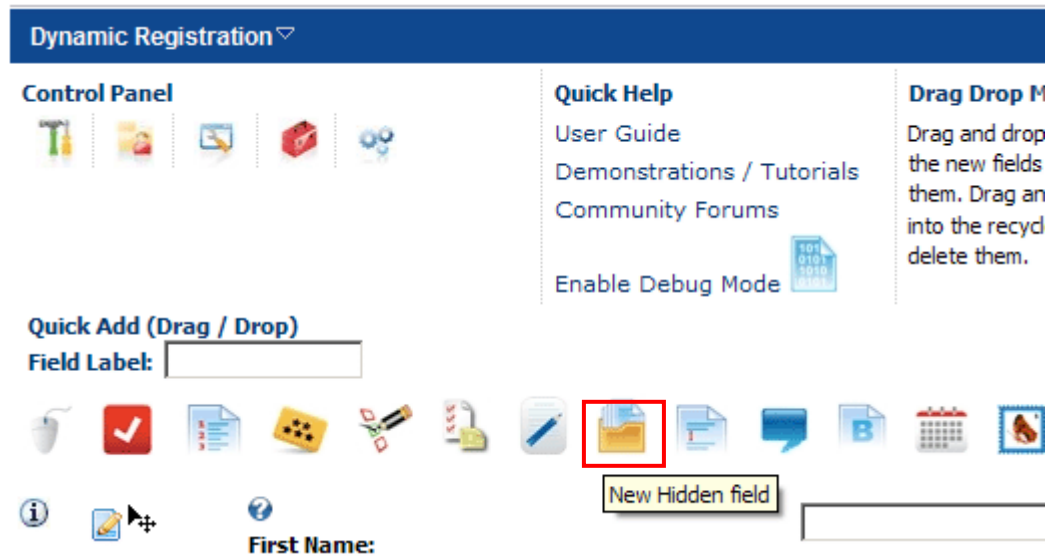 Dynamic Registration
Control Panel
Quick Help
User Guide
Demonstrations / Tutorials
Community Forums
Enable Debug Mode
Drag Drop M
Drag and drop
the new fields
them. Drag an
into the recycl
delete them.
Quick Add (Drag / Drop)
Field Label:
New Hidden field
First Name: